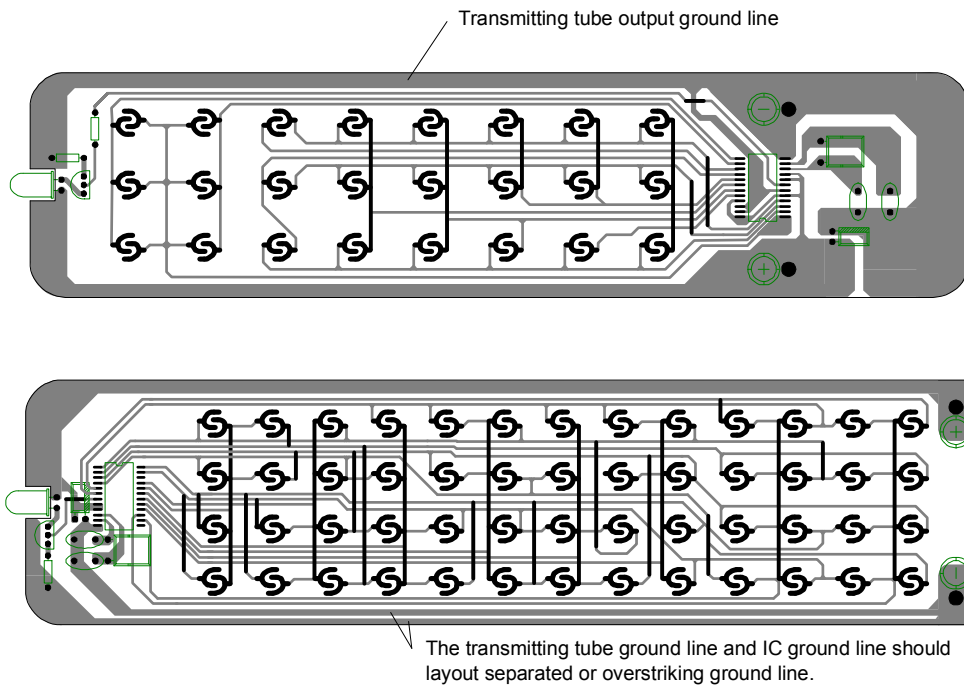 Transmitting tube output ground line
The transmitting tube ground line and IC ground line should
layout separated or overstriking ground line.